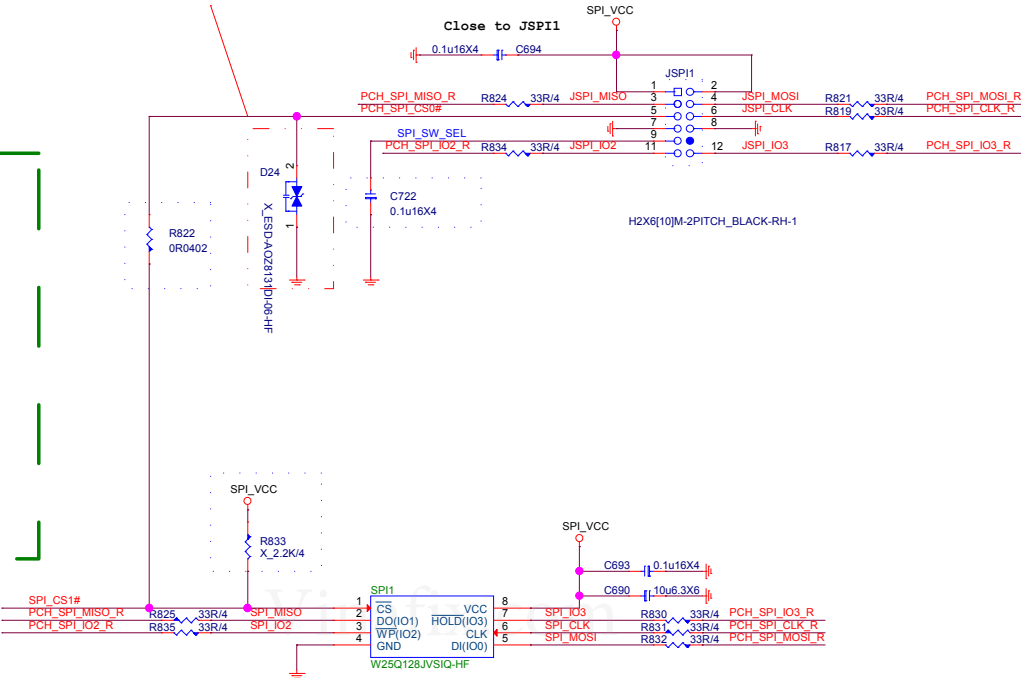 SPI_VCC
Close to JSPI1
0.1u16X4 C694
JSPI1
1 2
PCH_SPI_MISO_R R824 33R/4 JSPI_MISO 3 4 JSPI_MOSI R821 33R/4 PCH_SPI_MOSI_R
PCH_SPI_CS0# 5 6 JSPI_CLK R819 33R/4 PCH_SPI_CLK_R
7 8
SPI_SW_SEL 9
PCH_SPI_IO2_R R834 33R/4 JSPI_IO2 11 12 JSPI_IO3 R817 33R/4 PCH_SPI_IO3_R
D24 2
1
X_ESD-AOZ8131DI-06-HF
C722
0.1u16X4
H2X6[10]M-2PITCH_BLACK-RH-1
R822
0R0402
SPI_VCC
R833
X_2.2K/4
SPI_VCC
C693 0.1u16X4
C690 10u6.3X6
SPI1
SPI_CS1# 1 CS VCC 8
PCH_SPI_MISO_R R825 33R/4 SPI_MISO 2 DO(IO1) HOLD(IO3) 7 SPI_IO3 R830 33R/4 PCH_SPI_IO3_R
PCH_SPI_IO2_R R835 33R/4 SPI_IO2 3 WP(IO2) CLK 6 SPI_CLK R831 33R/4 PCH_SPI_CLK_R
4 GND DI(IO0) 5 SPI_MOSI R832 33R/4 PCH_SPI_MOSI_R
W25Q128JVSIQ-HF